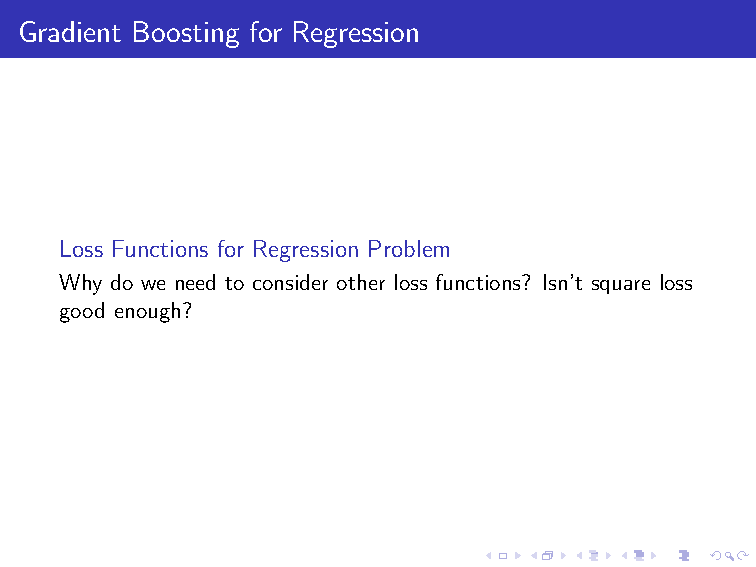 Gradient Boosting for Regression
Loss Functions for Regression Problem
Why do we need to consider other loss functions? Isn't square loss
good enough?